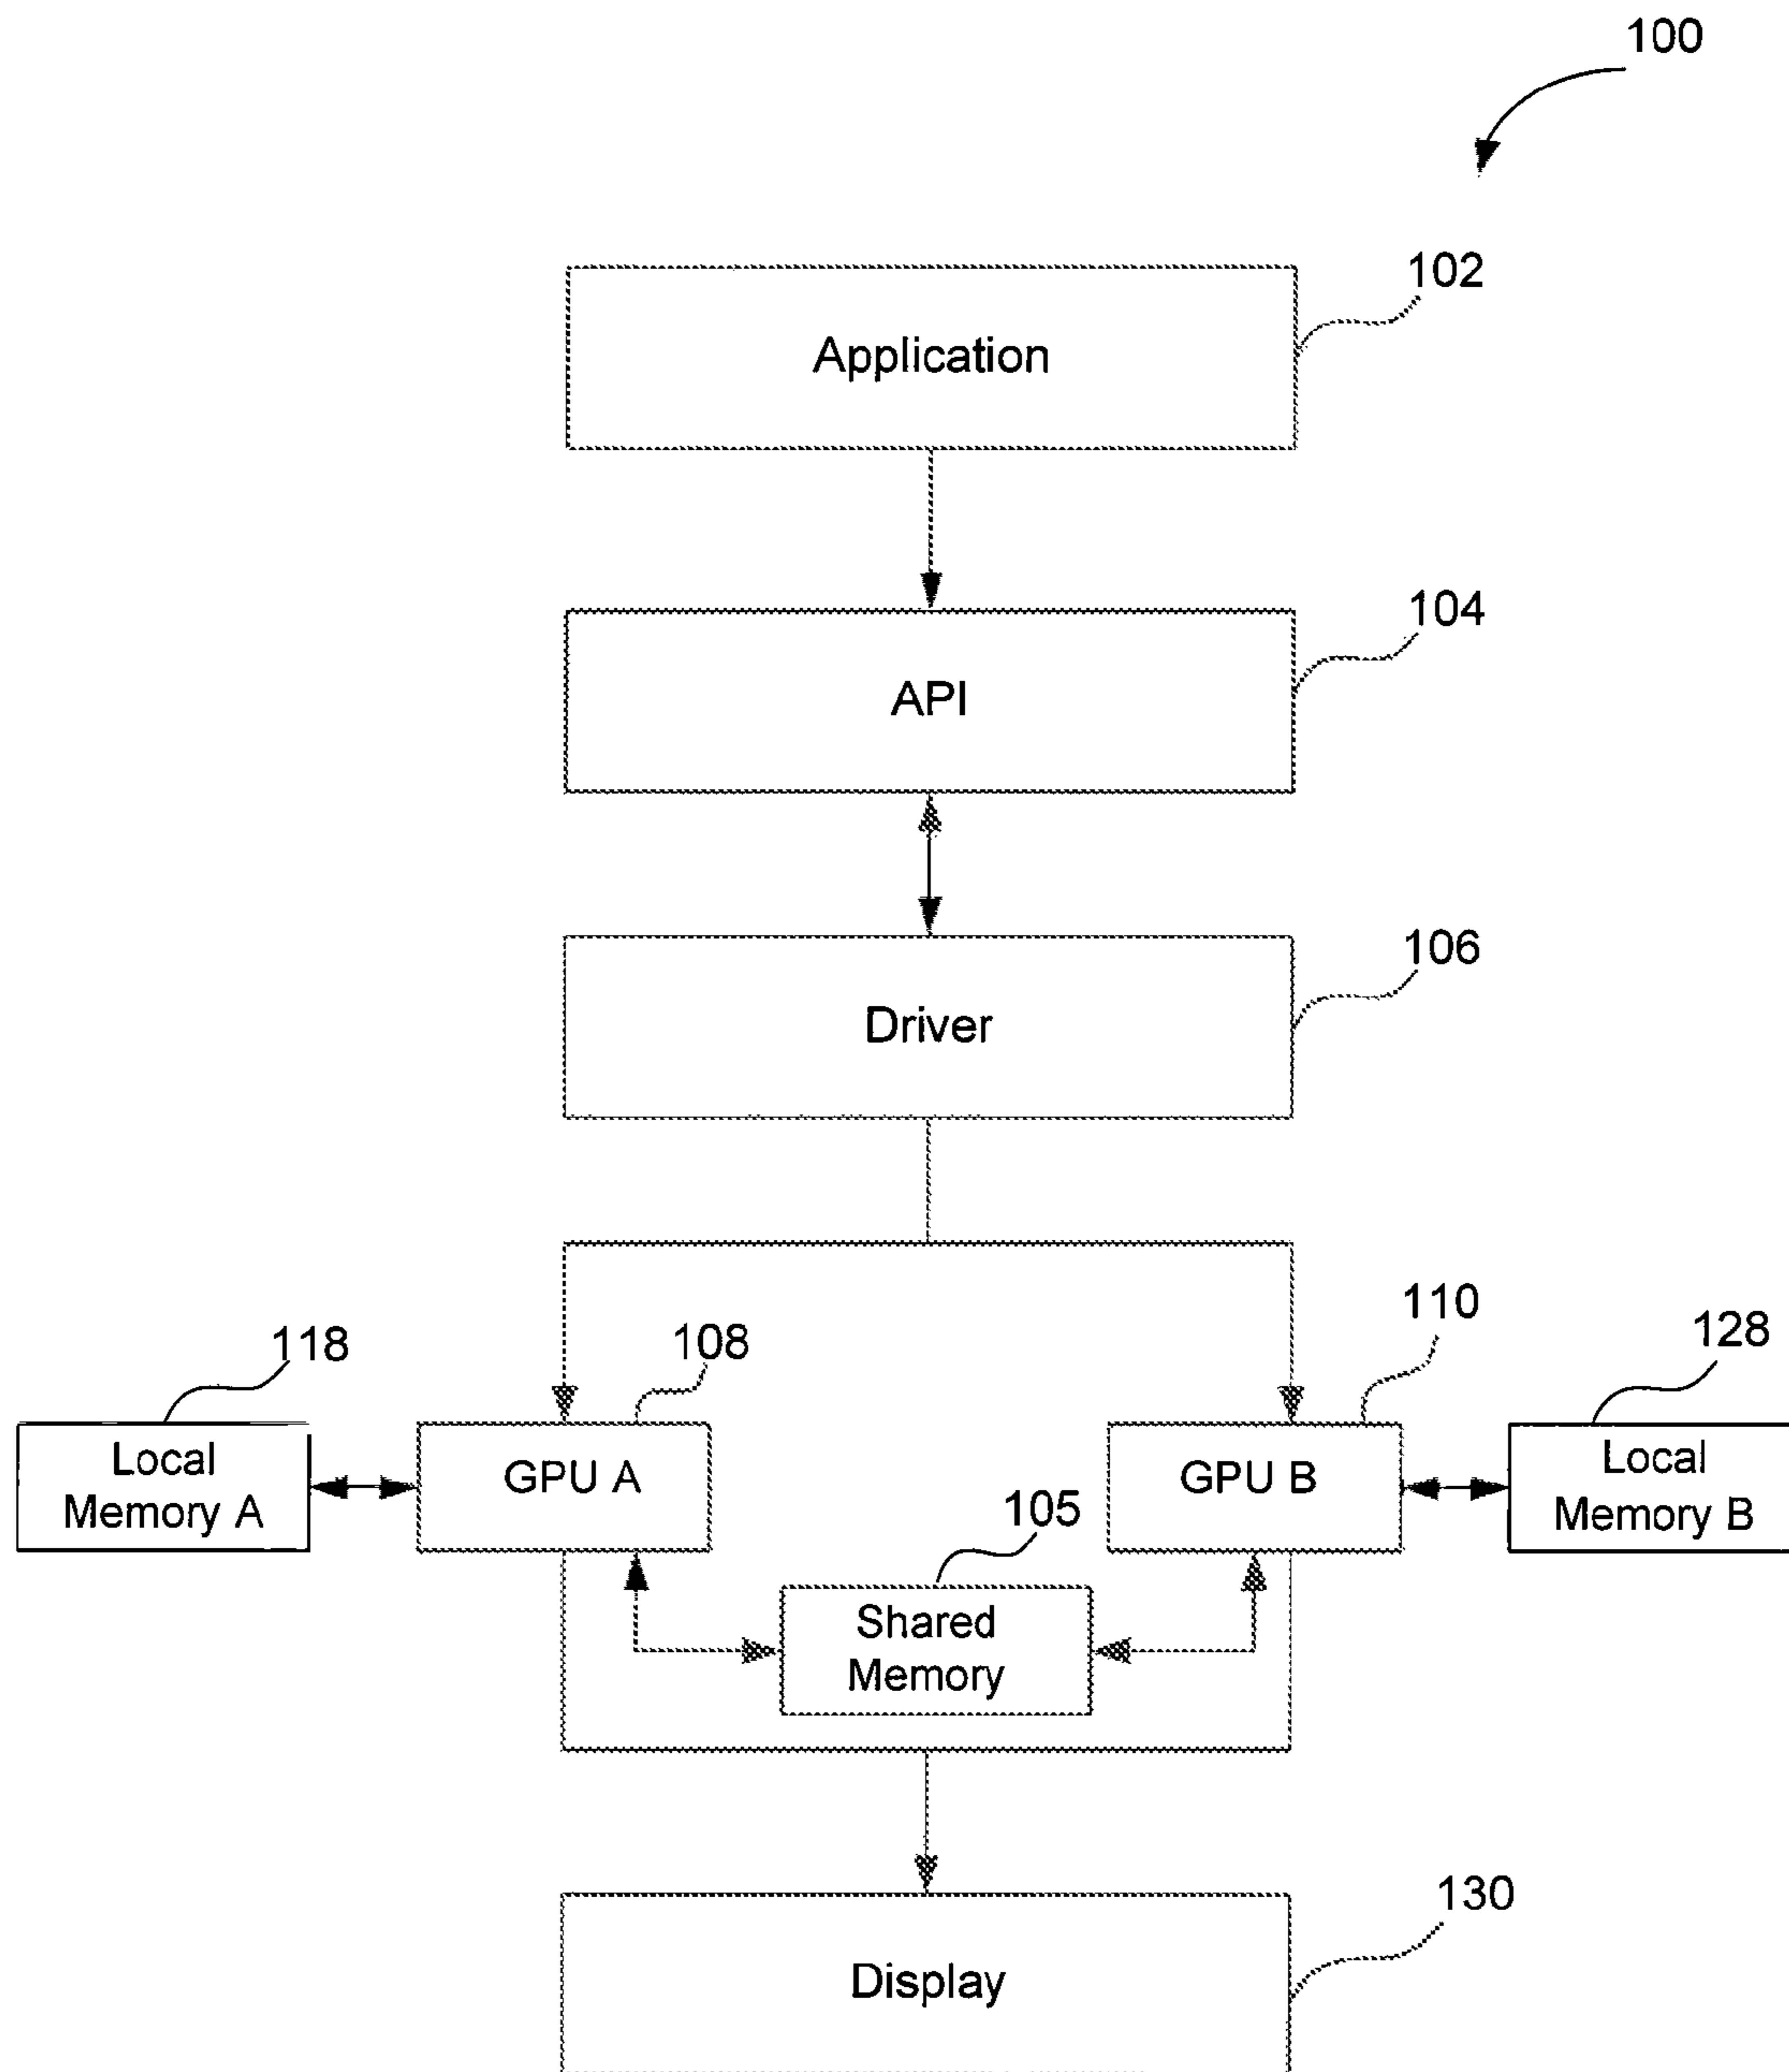 100
102
Application
104
API
106
Driver
110
128
118
108
Local
Memory A
GPU A
GPU B
Local
Memory B
105
Shared
Memory
130
Display